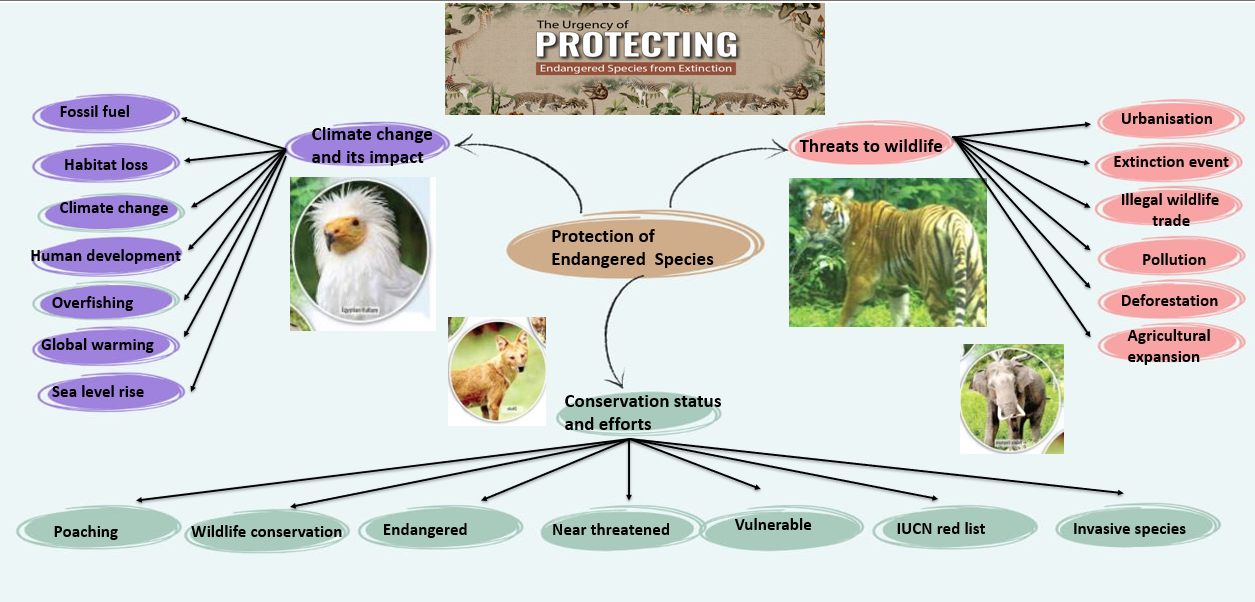 The Urgency of
PROTECTING
Endangered Species from Extinction
Fossil fuel
Habitat loss
Climate change
Human development
Overfishing
Global warming
Sea level rise
Climate change
and its impact
Egyptian Vulture
Protection of
Endangered Species
Threats to wildlife
Urbanisation
Extinction event
Illegal wildlife
trade
Pollution
Deforestation
Agricultural
expansion
Conservation status
and efforts
Poaching
Wildlife conservation
Endangered
Near threatened
Vulnerable
IUCN red list
Invasive species